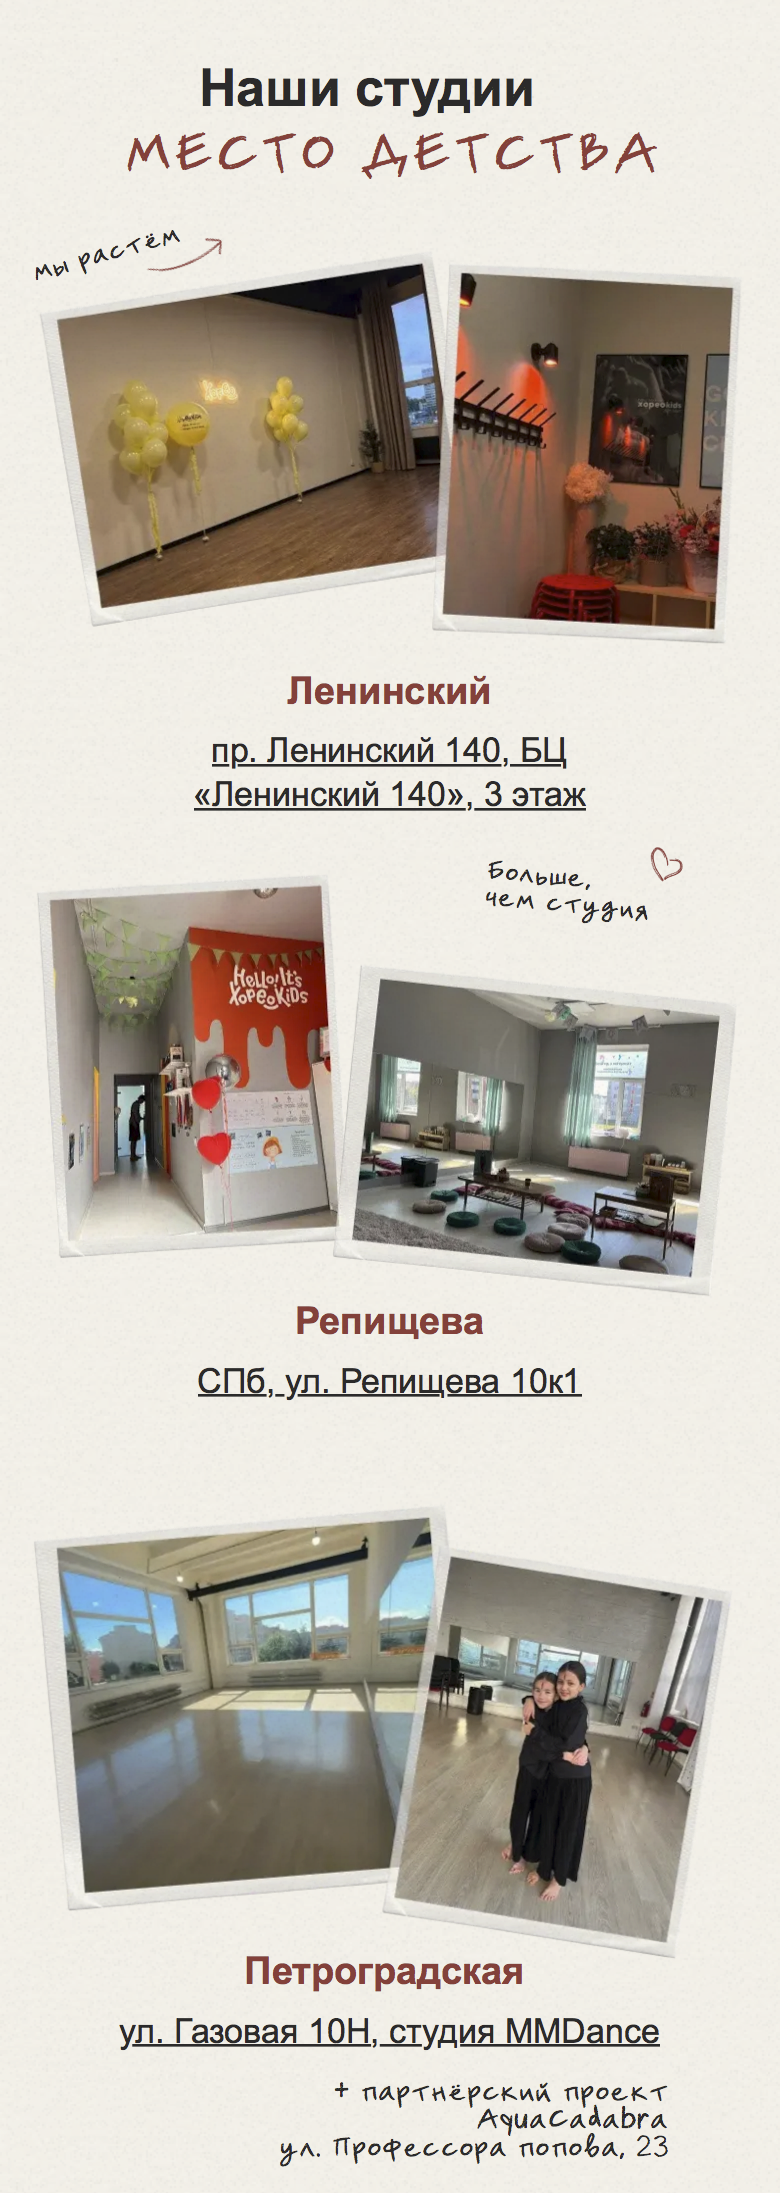 Наши студии
МЕСТО ДЕТСТВА
мы растём
хореоkids
Ленинский
пр. Ленинский 140, БЦ
«Ленинский 140», 3 этаж
Больше,
чем студия
Hello! It's
ХореоKids
Репищева
СПб, ул. Репищева 10к1
Петроградская
ул. Газовая 10Н, студия MMDance
+ партнёрский проект
AquaCadabra
ул. Профессора попова, 23